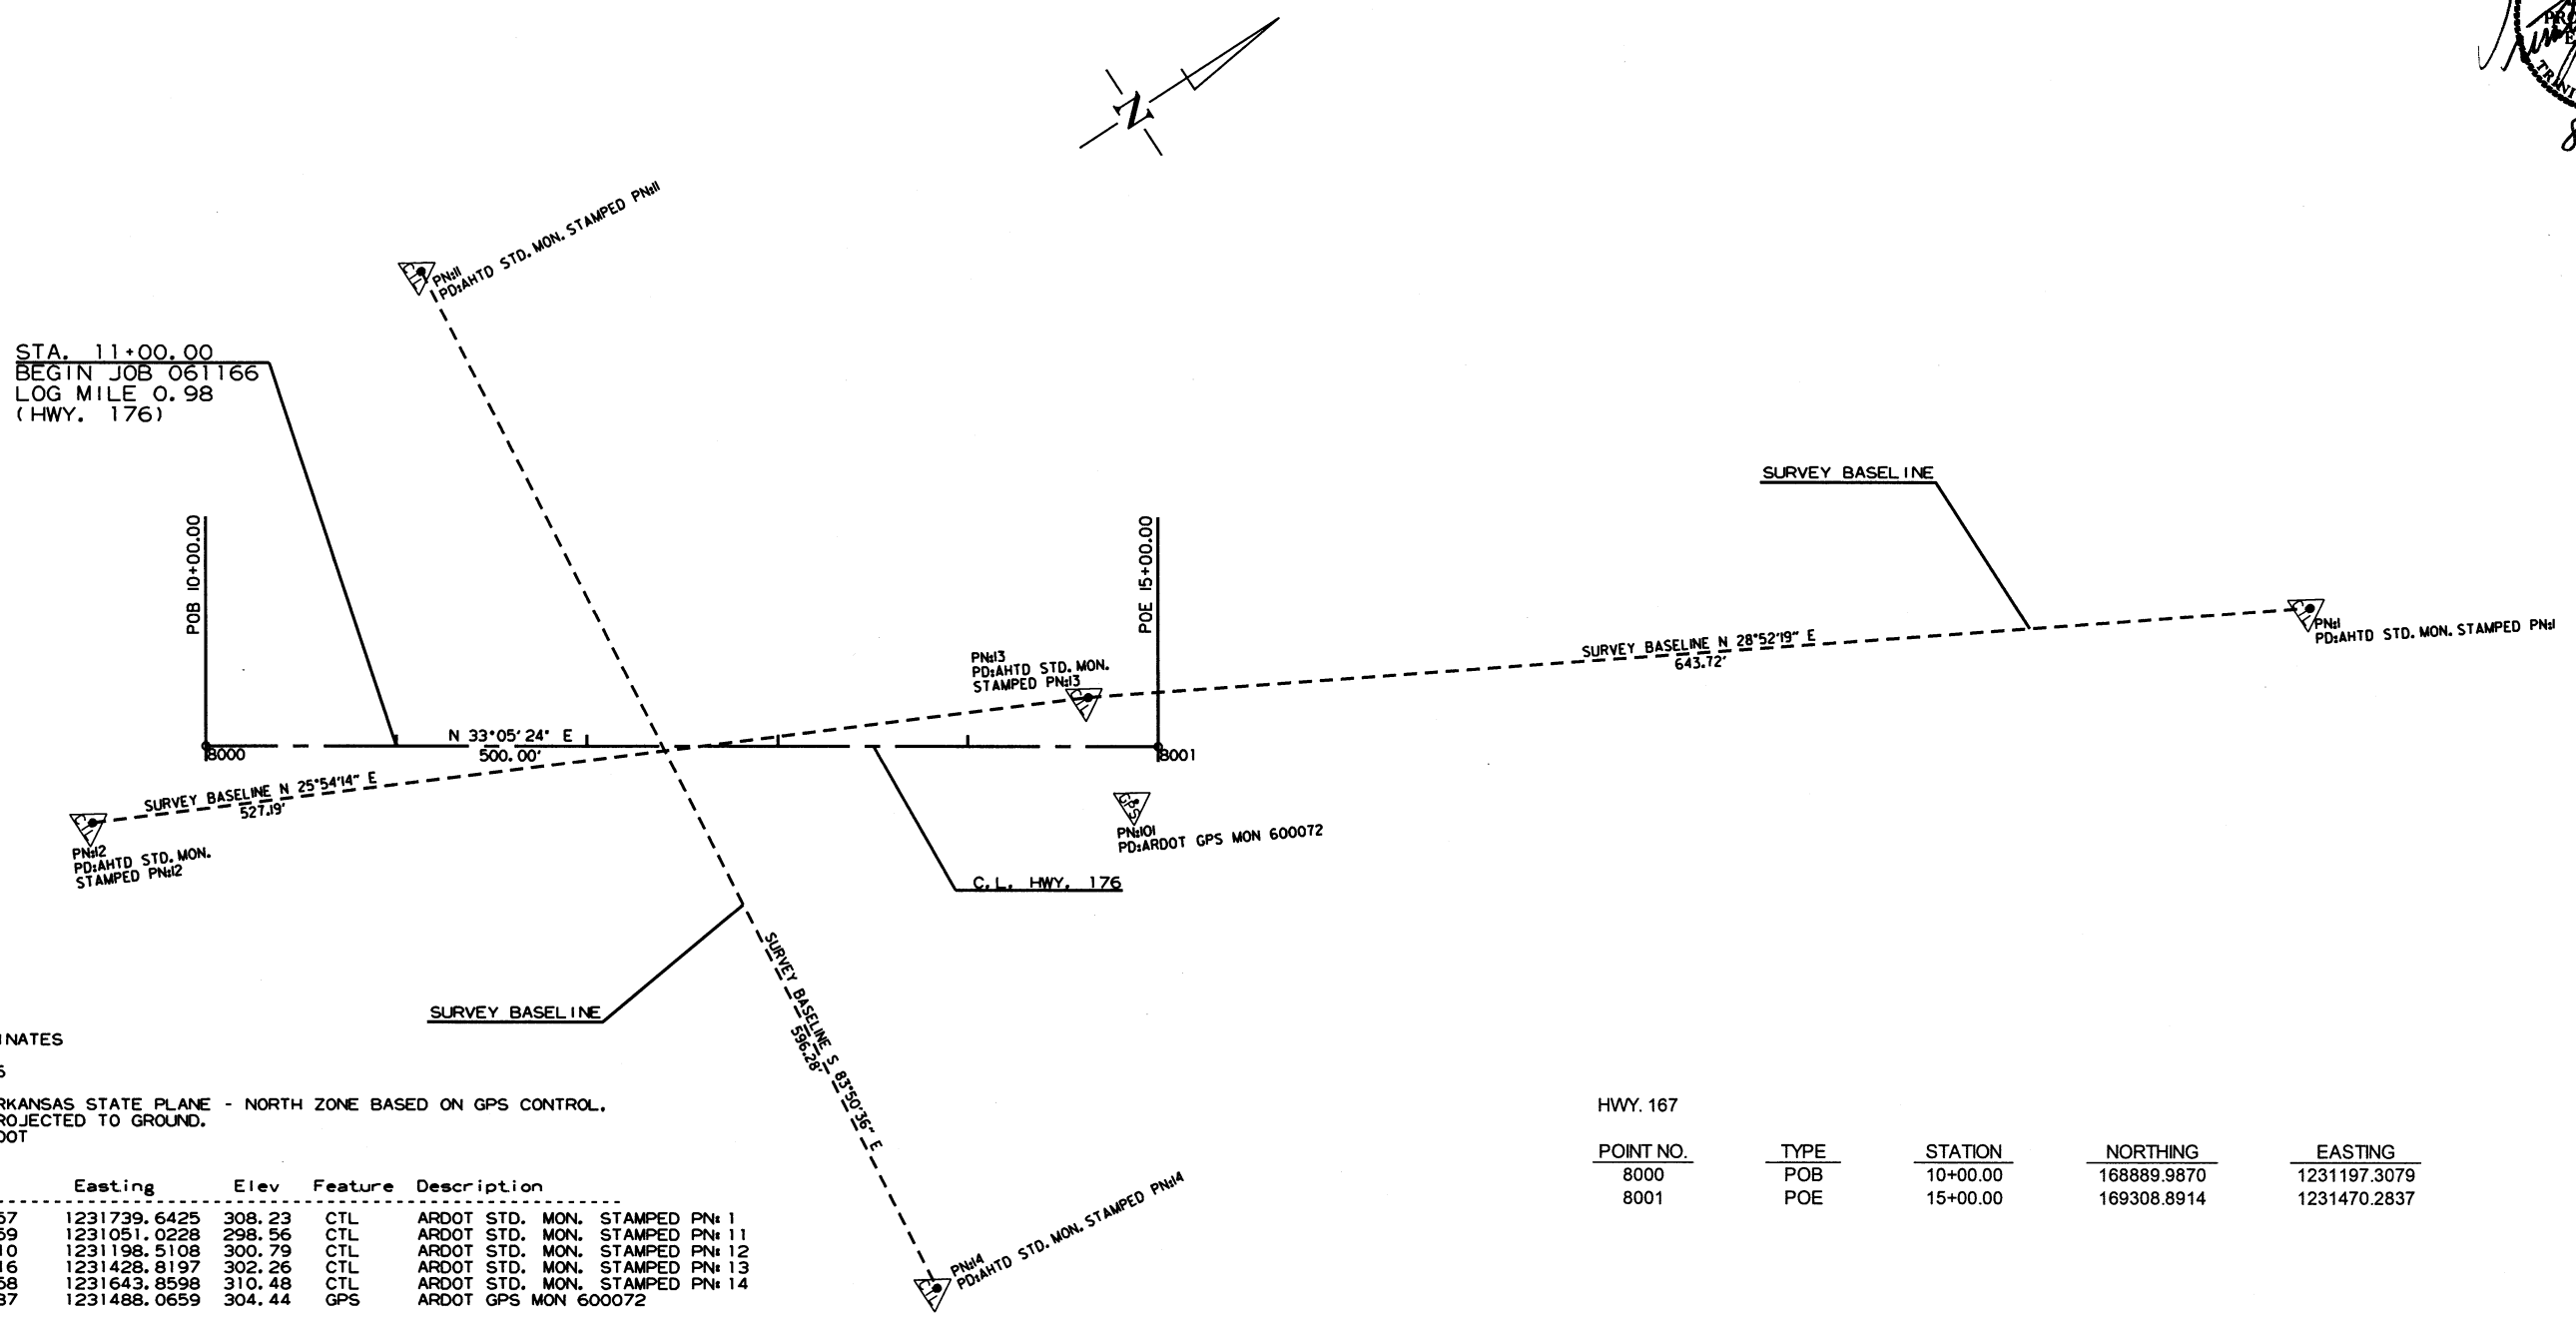 N
PN:11
PD:AHTD STD. MON. STAMPED PN:11
STA. 11+00.00
BEGIN JOB 061166
LOG MILE 0.98
(HWY. 176)
SURVEY BASELINE
POB 10+00.00
POE 15+00.00
PN:1
PD:AHTD STD. MON. STAMPED PN:1
SURVEY BASELINE N 28°52'19" E
643.72'
PN:13
PD:AHTD STD. MON.
STAMPED PN:13
N 33°05'24" E
500.00'
8000
8001
SURVEY BASELINE N 25°54'14" E
527.19'
PN:12
PD:AHTD STD. MON.
STAMPED PN:12
GPS
PN:101
PD:ARDOT GPS MON 600072
C.L. HWY. 176
SURVEY BASELINE
SURVEY BASELINE S 83°50'36" E
596.28'
PN:14
PD:AHTD STD. MON. STAMPED PN:14
INATES
RKANSAS STATE PLANE - NORTH ZONE BASED ON GPS CONTROL,
ROJECTED TO GROUND.
DOT
Easting Elev Feature Description
57 1231739.6425 308.23 CTL ARDOT STD. MON. STAMPED PN: 1
59 1231051.0228 298.56 CTL ARDOT STD. MON. STAMPED PN: 11
10 1231198.5108 300.79 CTL ARDOT STD. MON. STAMPED PN: 12
16 1231428.8197 302.26 CTL ARDOT STD. MON. STAMPED PN: 13
58 1231643.8598 310.48 CTL ARDOT STD. MON. STAMPED PN: 14
37 1231488.0659 304.44 GPS ARDOT GPS MON 600072
HWY. 167
POINT NO. TYPE STATION NORTHING EASTING
8000 POB 10+00.00 168889.9870 1231197.3079
8001 POE 15+00.00 169308.8914 1231470.2837